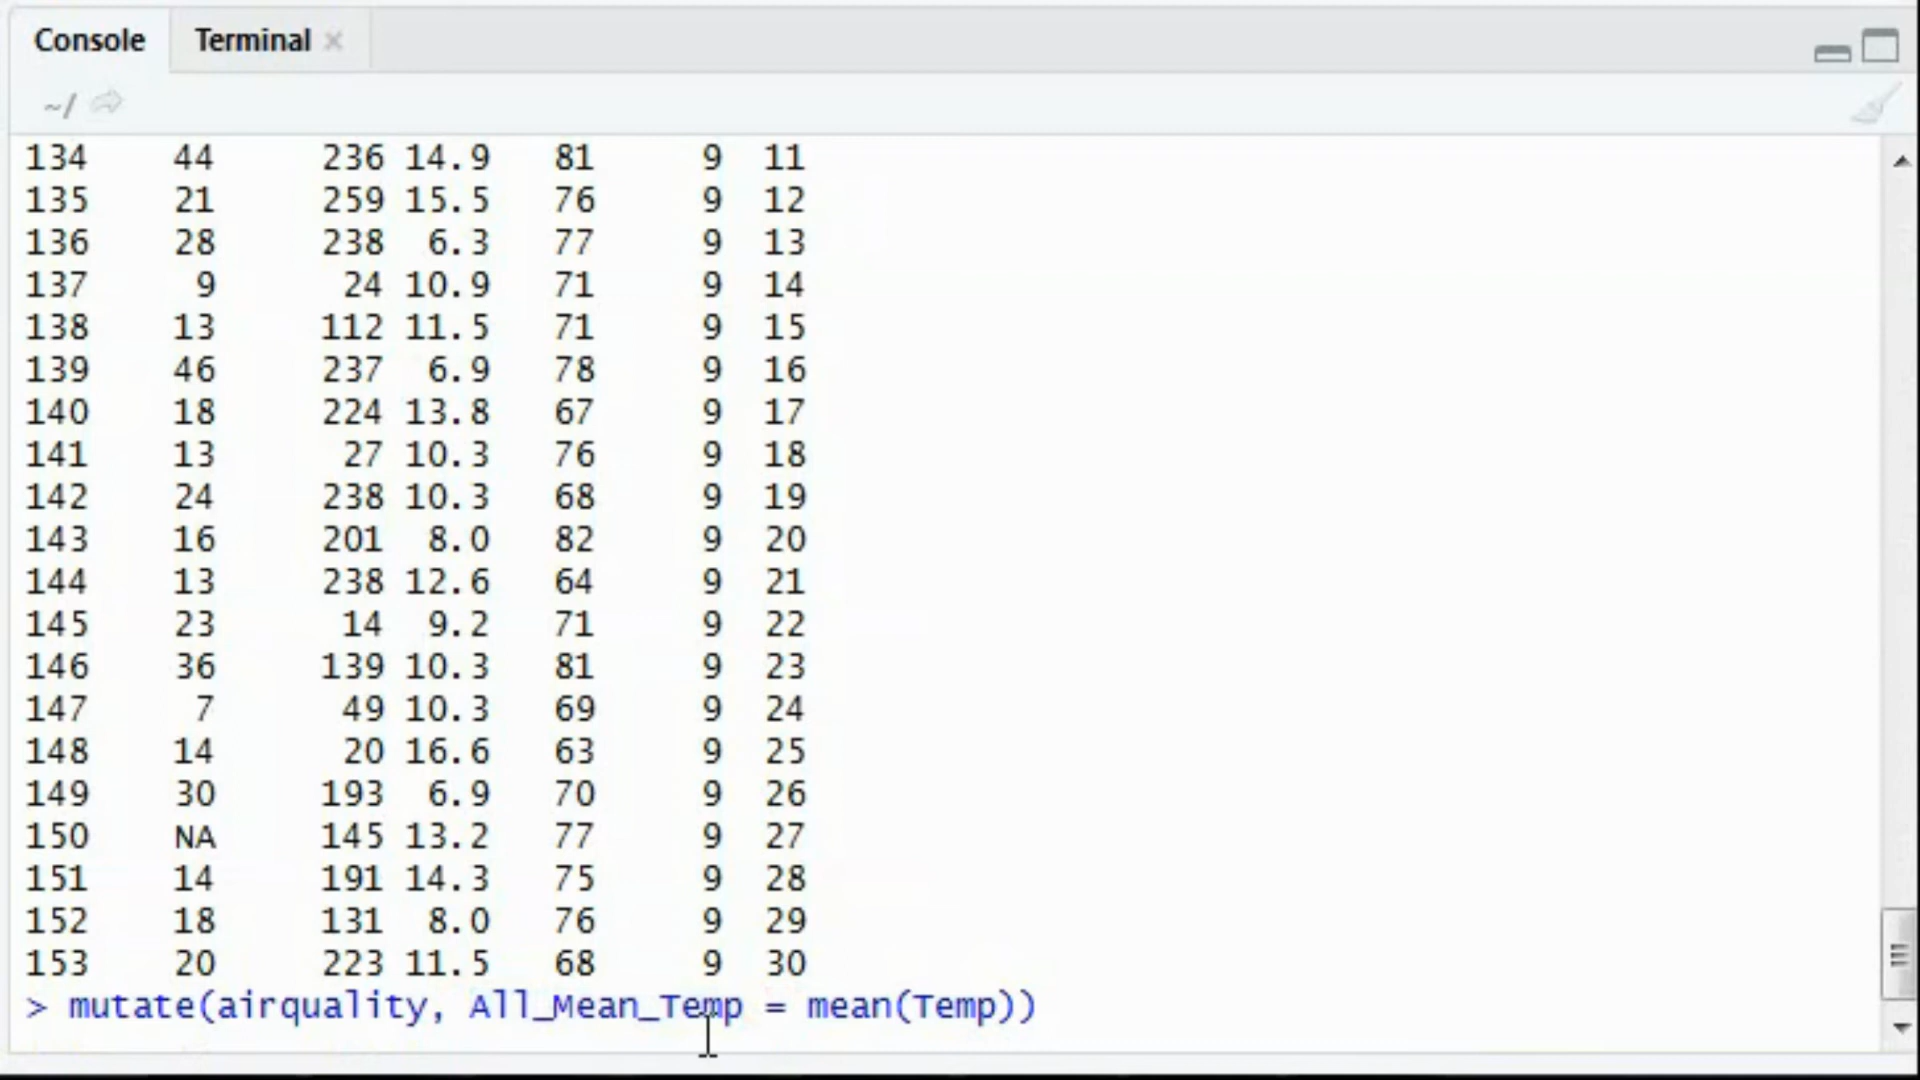 Console Terminal
~/
134 44 236 14.9 81 9 11
135 21 259 15.5 76 9 12
136 28 238 6.3 77 9 13
137 9 24 10.9 71 9 14
138 13 112 11.5 71 9 15
139 46 237 6.9 78 9 16
140 18 224 13.8 67 9 17
141 13 27 10.3 76 9 18
142 24 238 10.3 68 9 19
143 16 201 8.0 82 9 20
144 13 238 12.6 64 9 21
145 23 14 9.2 71 9 22
146 36 139 10.3 81 9 23
147 7 49 10.3 69 9 24
148 14 20 16.6 63 9 25
149 30 193 6.9 70 9 26
150 NA 145 13.2 77 9 27
151 14 191 14.3 75 9 28
152 18 131 8.0 76 9 29
153 20 223 11.5 68 9 30
> mutate(airquality, All_Mean_Temp = mean(Temp))